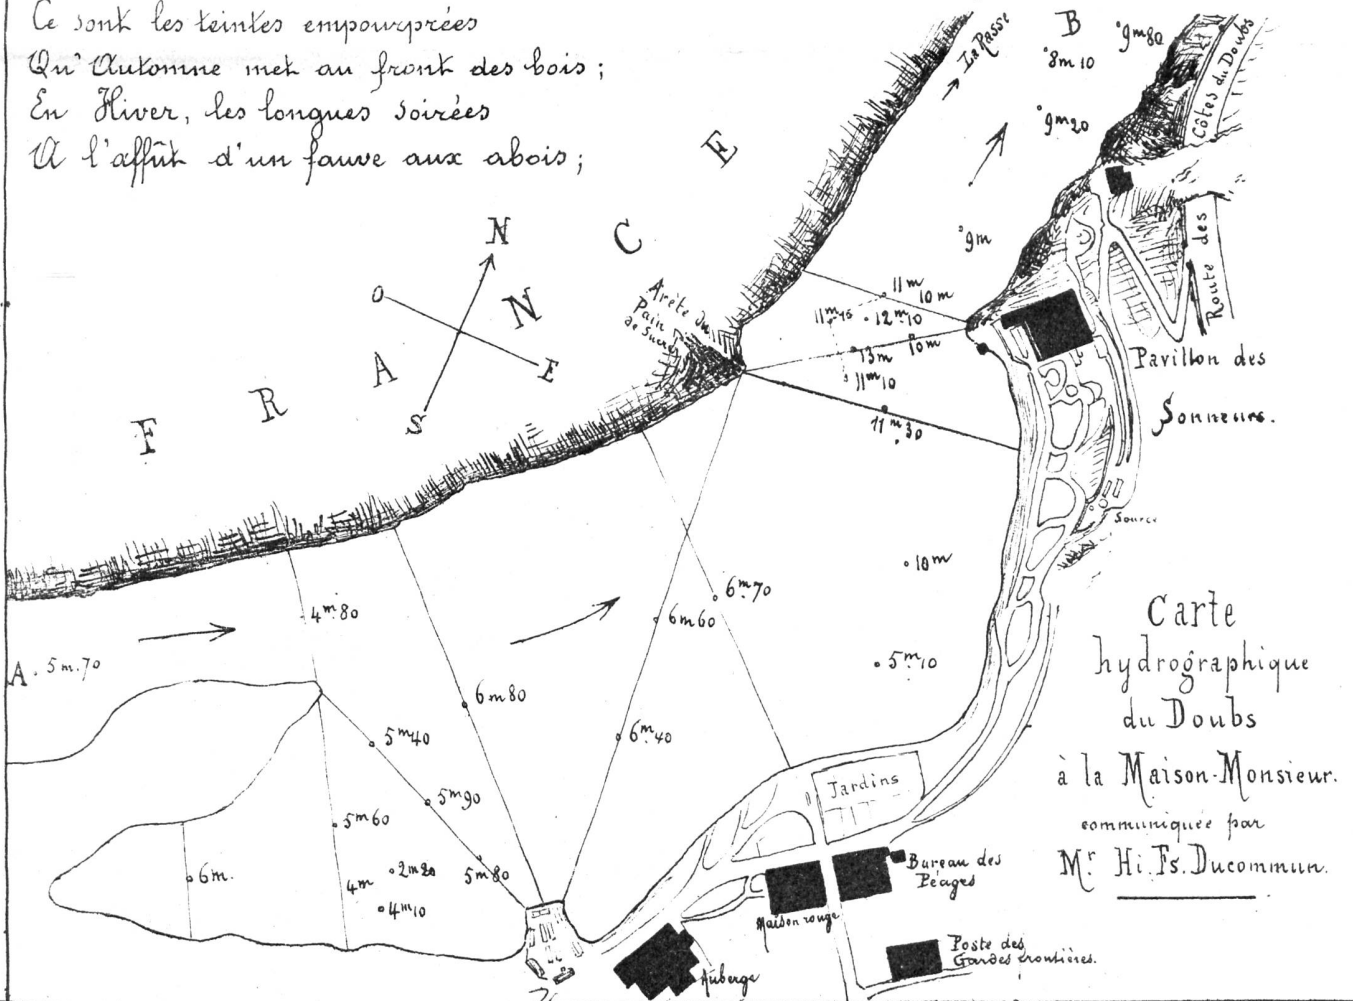 Ce sont les teintes empourprées
Qu'Automne met au front des bois;
En Hiver, les longues soirées
A l'affût d'un fauve aux abois;
La Rasse
B
9m80
8m10
9m20
Côtes du Doubs
Route des
9m
FRANCE
N
O
E
S
Arête du
Pain
de Sucre
11m
10m
11m15
12m10
10m
13m
11m10
11m30
Pavillon des
Sonneurs.
Source
10m
6m70
6m60
5m10
4m80
A
5m.70
6m80
5m40
6m40
5m90
5m60
5m80
6m.
2m20
4m
4m10
Jardins
Bureau des
Péages
Maison rouge
Auberge
Poste des
Gardes frontières.
Carte
hydrographique
du Doubs
à la Maison-Monsieur.
communiquée par
Mr Hi. Fs. Ducommun.